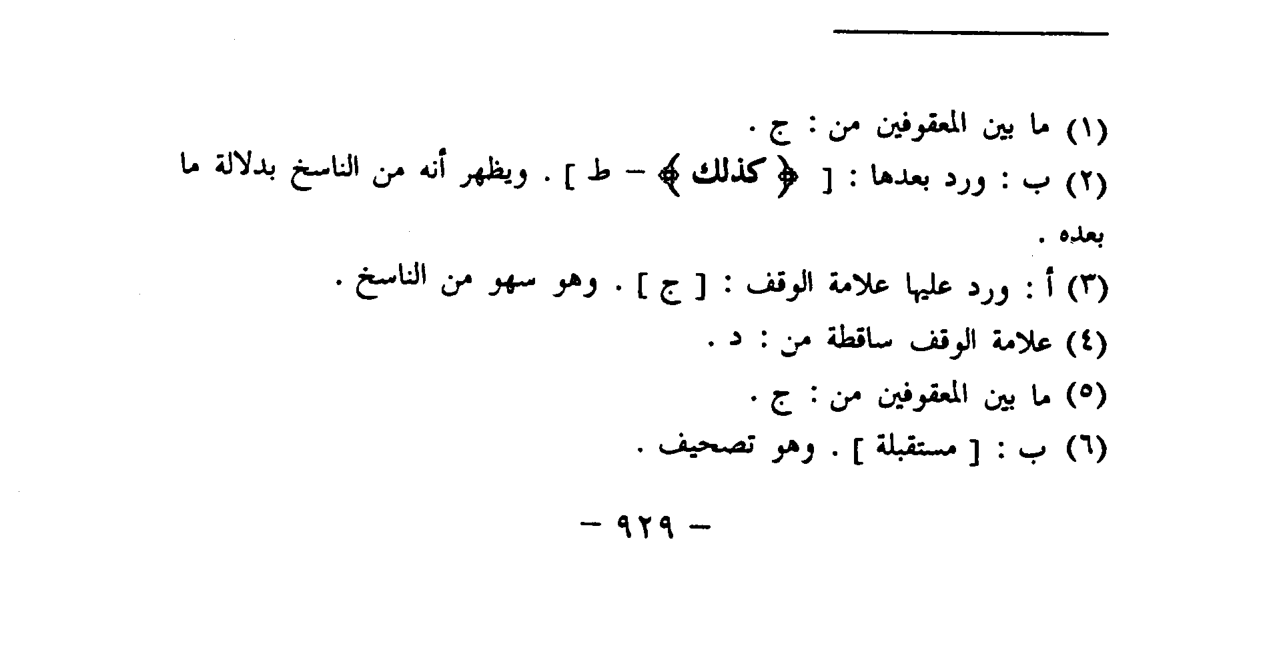 (١) ما بين المعقوفين من : ج .
(٢) ب : ورد بعدها : [ ﴿ كذلك ﴾ – ط ] . ويظهر أنه من الناسخ بدلالة ما
بعده .
(٣) أ : ورد عليها علامة الوقف : [ ج ] . وهو سهو من الناسخ .
(٤) علامة الوقف ساقطة من : د .
(٥) ما بين المعقوفين من : ج .
(٦) ب : [ مستقبلة ] . وهو تصحيف .
– ٩٢٩ –